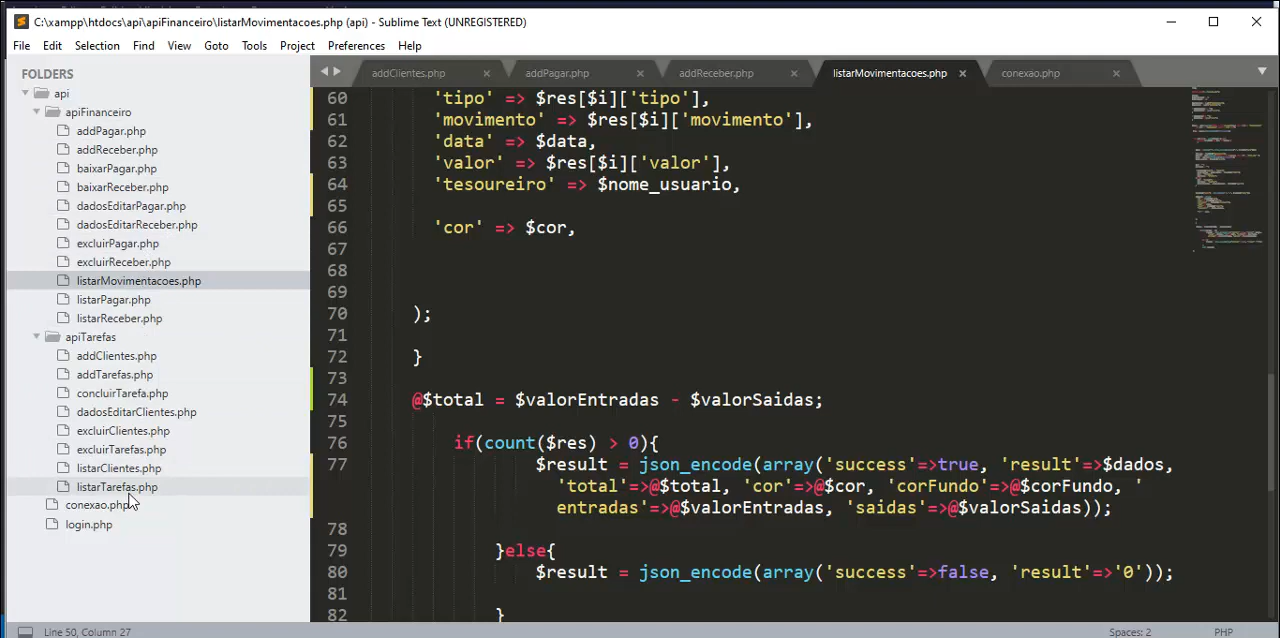 C:\xampp\htdocs\api\apiFinanceiro\listarMovimentacoes.php (api) - Sublime Text (UNREGISTERED)
File Edit Selection Find View Goto Tools Project Preferences Help
FOLDERS
api
apiFinanceiro
addPagar.php
addReceber.php
baixarPagar.php
baixarReceber.php
dadosEditarPagar.php
dadosEditarReceber.php
excluirPagar.php
excluirReceber.php
listarMovimentacoes.php
listarPagar.php
listarReceber.php
apiTarefas
addClientes.php
addTarefas.php
concluirTarefa.php
dadosEditarClientes.php
excluirClientes.php
excluirTarefas.php
listarClientes.php
listarTarefas.php
conexao.php
login.php
addClientes.php addPagar.php addReceber.php listarMovimentacoes.php conexao.php
60 'tipo' => $res[$i]['tipo'],
61 'movimento' => $res[$i]['movimento'],
62 'data' => $data,
63 'valor' => $res[$i]['valor'],
64 'tesoureiro' => $nome_usuario,
65
66 'cor' => $cor,
67
68
69
70 );
71
72 }
73
74 @$total = $valorEntradas - $valorSaidas;
75
76 if(count($res) > 0){
77 $result = json_encode(array('success'=>true, 'result'=>$dados,
'total'=>@$total, 'cor'=>@$cor, 'corFundo'=>@$corFundo, '
entradas'=>@$valorEntradas, 'saidas'=>@$valorSaidas));
78
79 }else{
80 $result = json_encode(array('success'=>false, 'result'=>'0'));
81
82 }
Line 50, Column 27 Spaces: 2 PHP